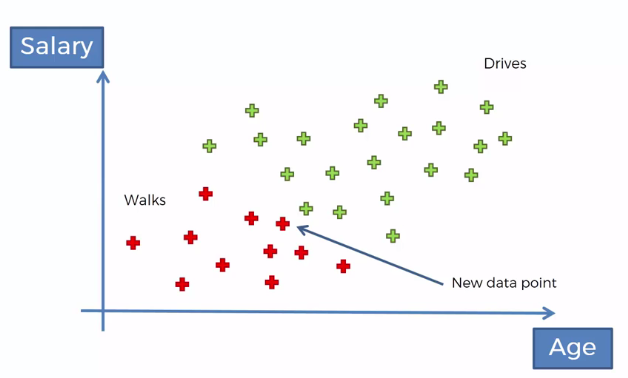 Salary
Drives
Walks
New data point
Age